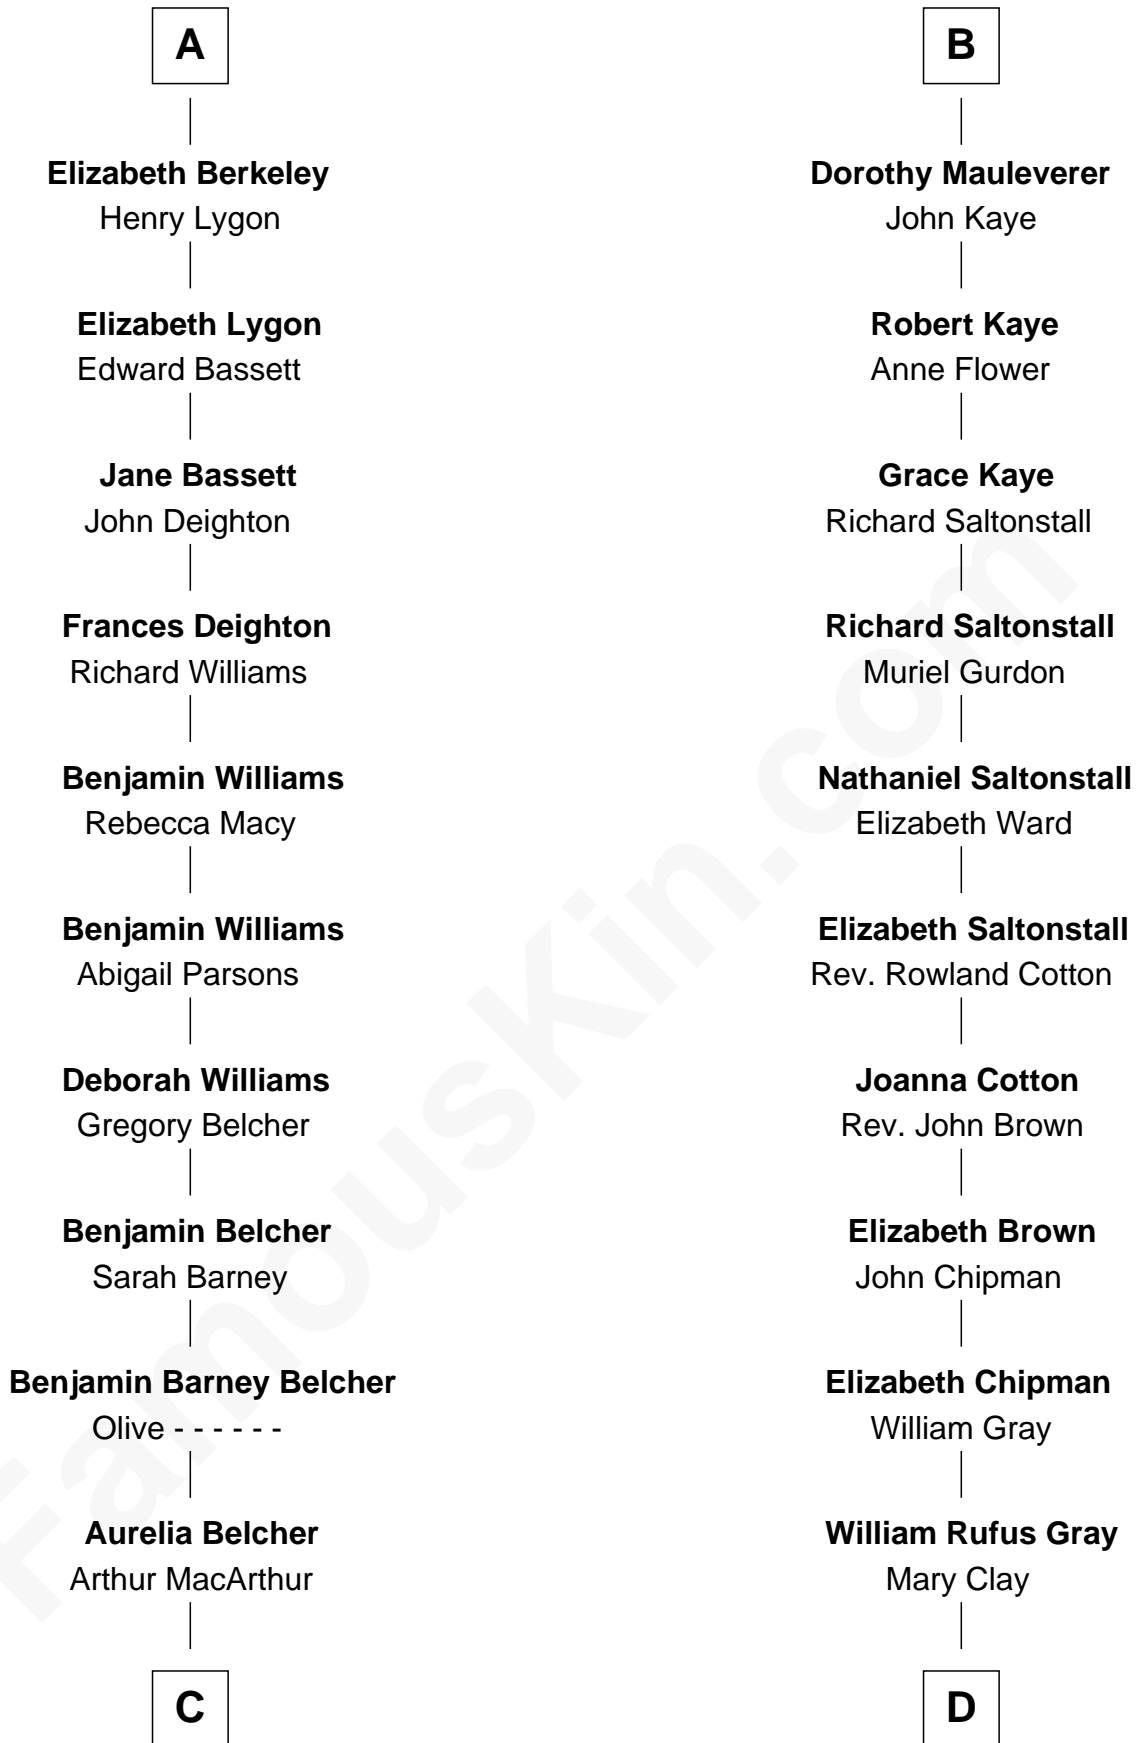 A
Elizabeth Berkeley
Henry Lygon
Elizabeth Lygon
Edward Bassett
Jane Bassett
John Deighton
Frances Deighton
Richard Williams
Benjamin Williams
Rebecca Macy
Benjamin Williams
Abigail Parsons
Deborah Williams
Gregory Belcher
Benjamin Belcher
Sarah Barney
Benjamin Barney Belcher
Olive - - - - - -
Aurelia Belcher
Arthur MacArthur
C
B
Dorothy Mauleverer
John Kaye
Robert Kaye
Anne Flower
Grace Kaye
Richard Saltonstall
Richard Saltonstall
Muriel Gurdon
Nathaniel Saltonstall
Elizabeth Ward
Elizabeth Saltonstall
Rev. Rowland Cotton
Joanna Cotton
Rev. John Brown
Elizabeth Brown
John Chipman
Elizabeth Chipman
William Gray
William Rufus Gray
Mary Clay
D
FamousKin.com